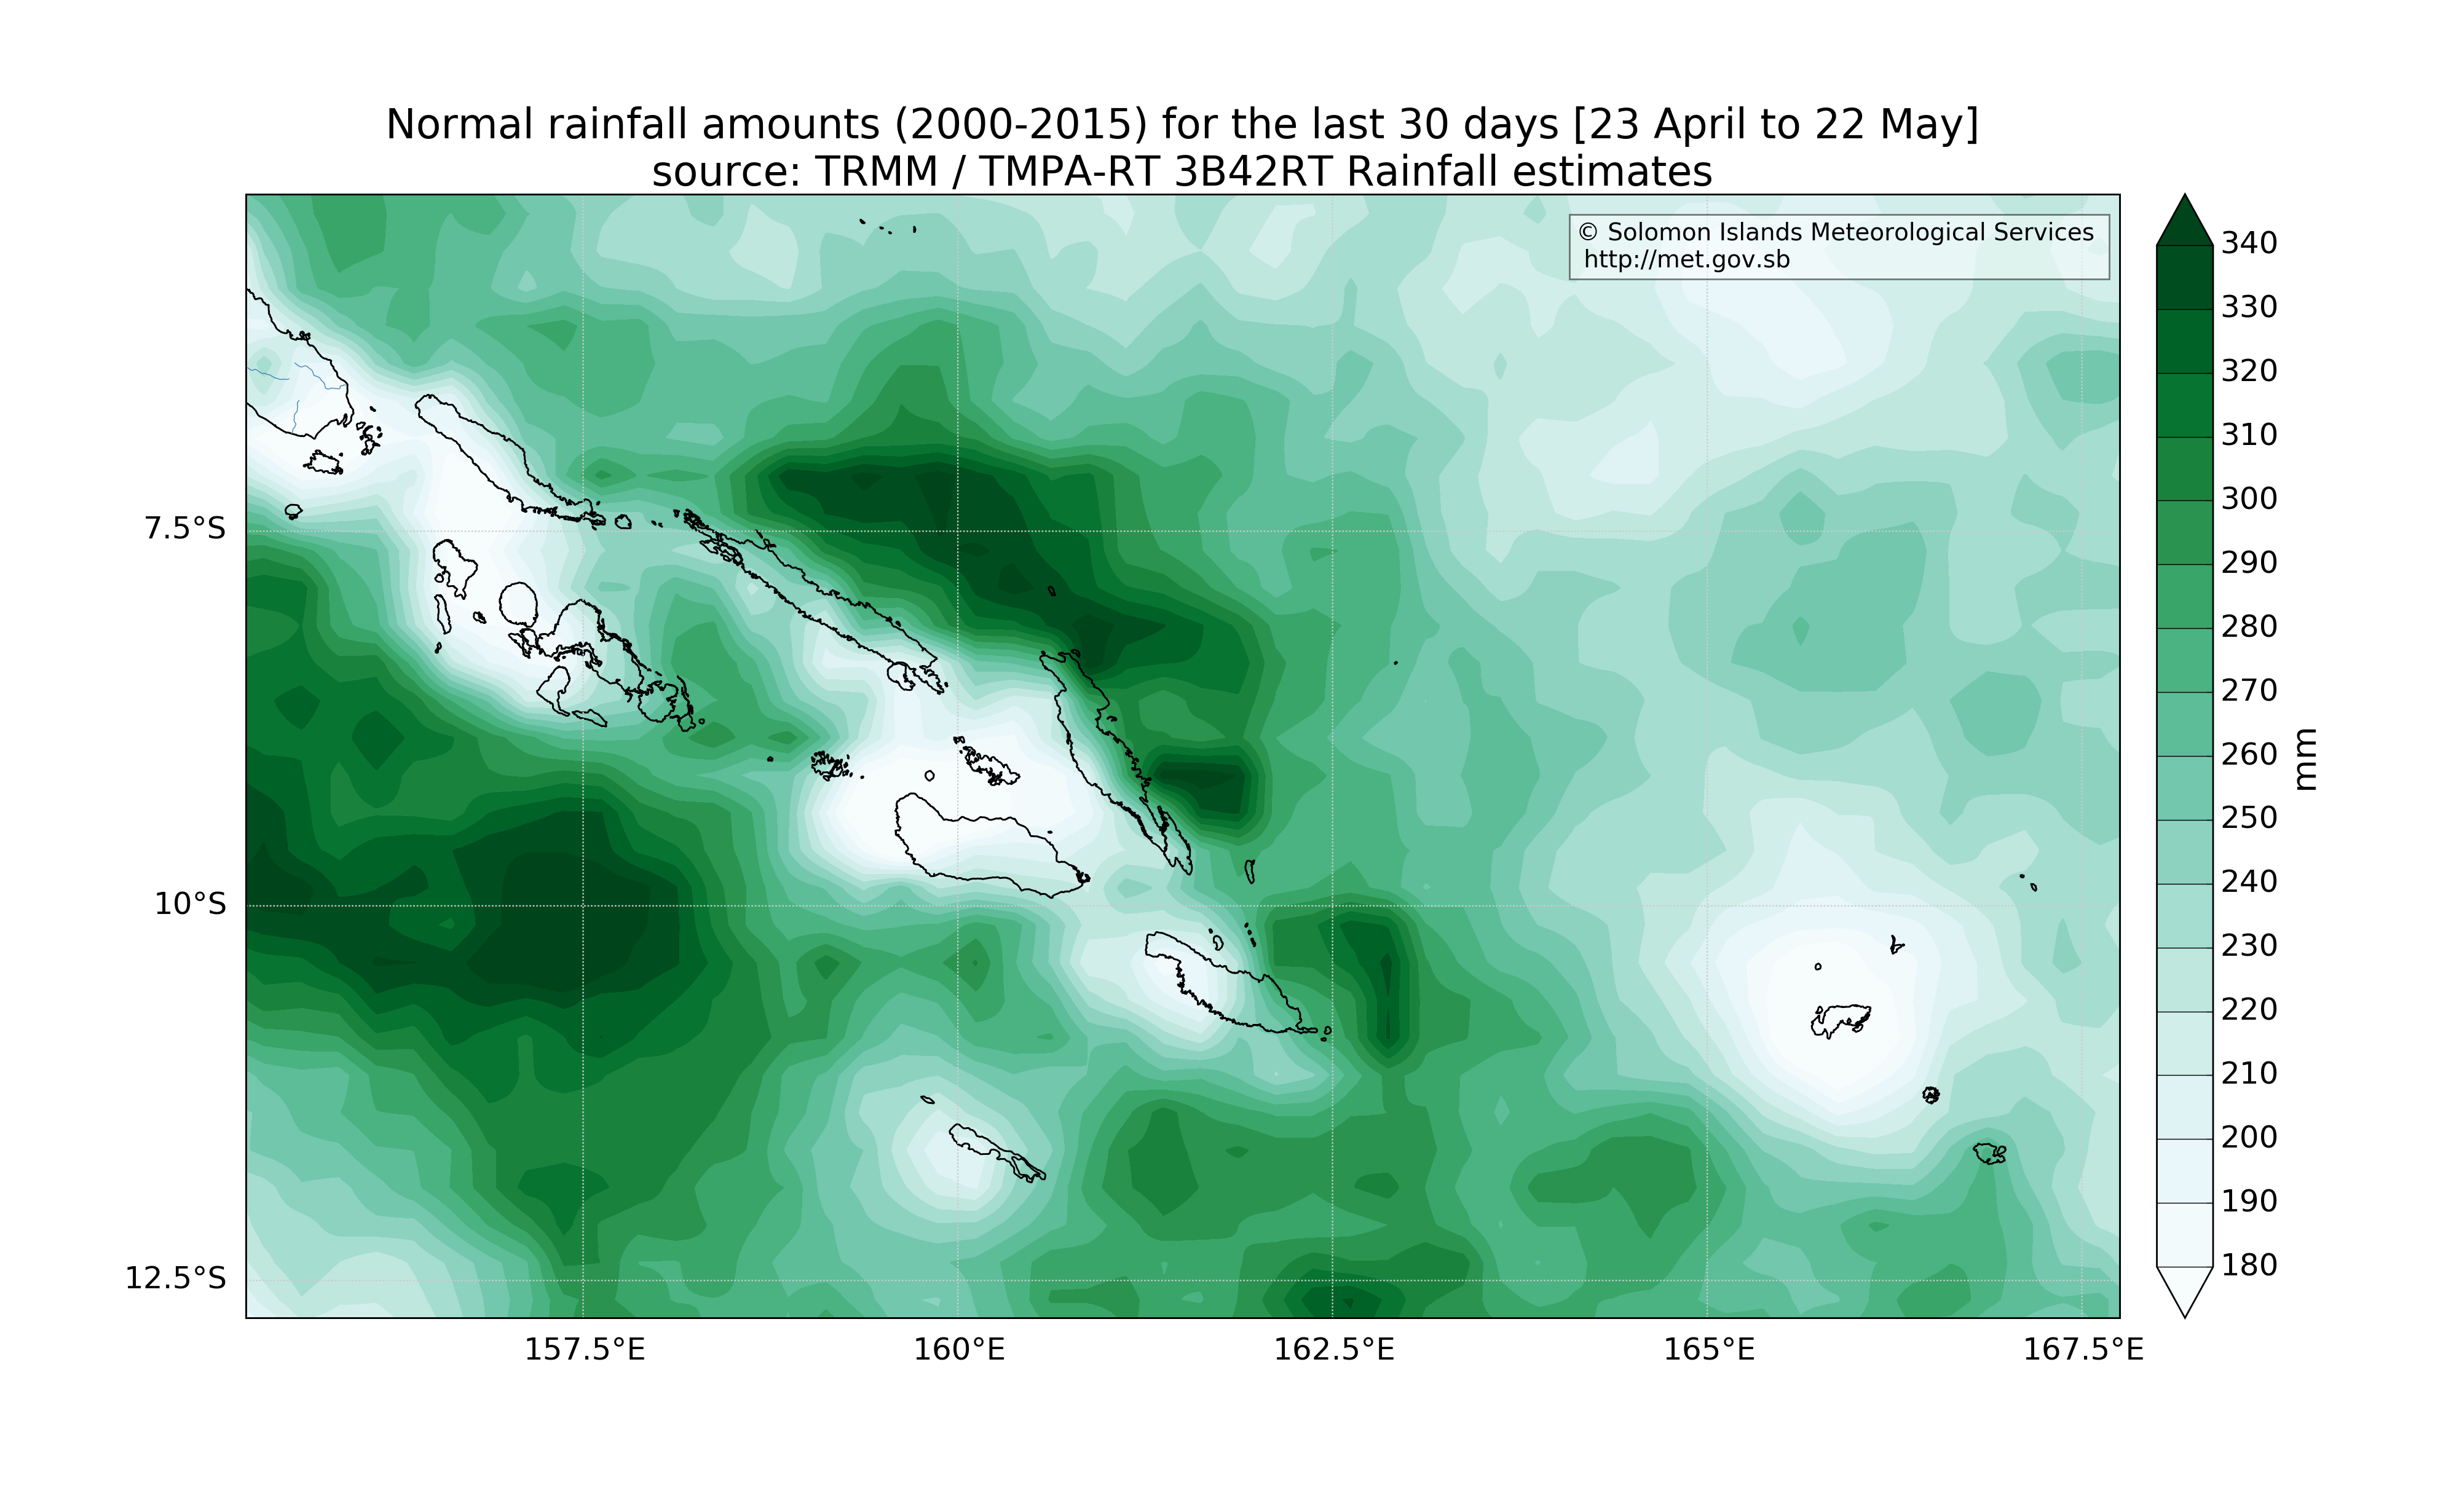 Normal rainfall amounts (2000-2015) for the last 30 days [23 April to 22 May]
source: TRMM / TMPA-RT 3B42RT Rainfall estimates
© Solomon Islands Meteorological Services
http://met.gov.sb
7.5°S
10°S
12.5°S
157.5°E
160°E
162.5°E
165°E
167.5°E
340
330
320
310
300
290
280
270
260
250
240
230
220
210
200
190
180
mm